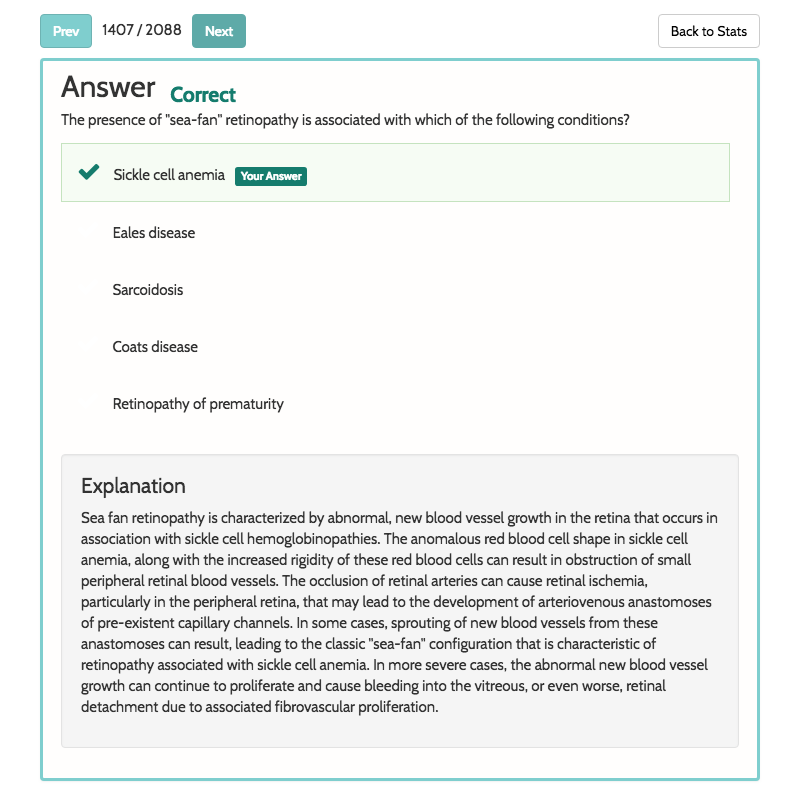 Prev 1407 / 2088 Next Back to Stats
Answer Correct
The presence of "sea-fan" retinopathy is associated with which of the following conditions?
Sickle cell anemia Your Answer
Eales disease
Sarcoidosis
Coats disease
Retinopathy of prematurity
Explanation
Sea fan retinopathy is characterized by abnormal, new blood vessel growth in the retina that occurs in
association with sickle cell hemoglobinopathies. The anomalous red blood cell shape in sickle cell
anemia, along with the increased rigidity of these red blood cells can result in obstruction of small
peripheral retinal blood vessels. The occlusion of retinal arteries can cause retinal ischemia,
particularly in the peripheral retina, that may lead to the development of arteriovenous anastomoses
of pre-existent capillary channels. In some cases, sprouting of new blood vessels from these
anastomoses can result, leading to the classic "sea-fan" configuration that is characteristic of
retinopathy associated with sickle cell anemia. In more severe cases, the abnormal new blood vessel
growth can continue to proliferate and cause bleeding into the vitreous, or even worse, retinal
detachment due to associated fibrovascular proliferation.